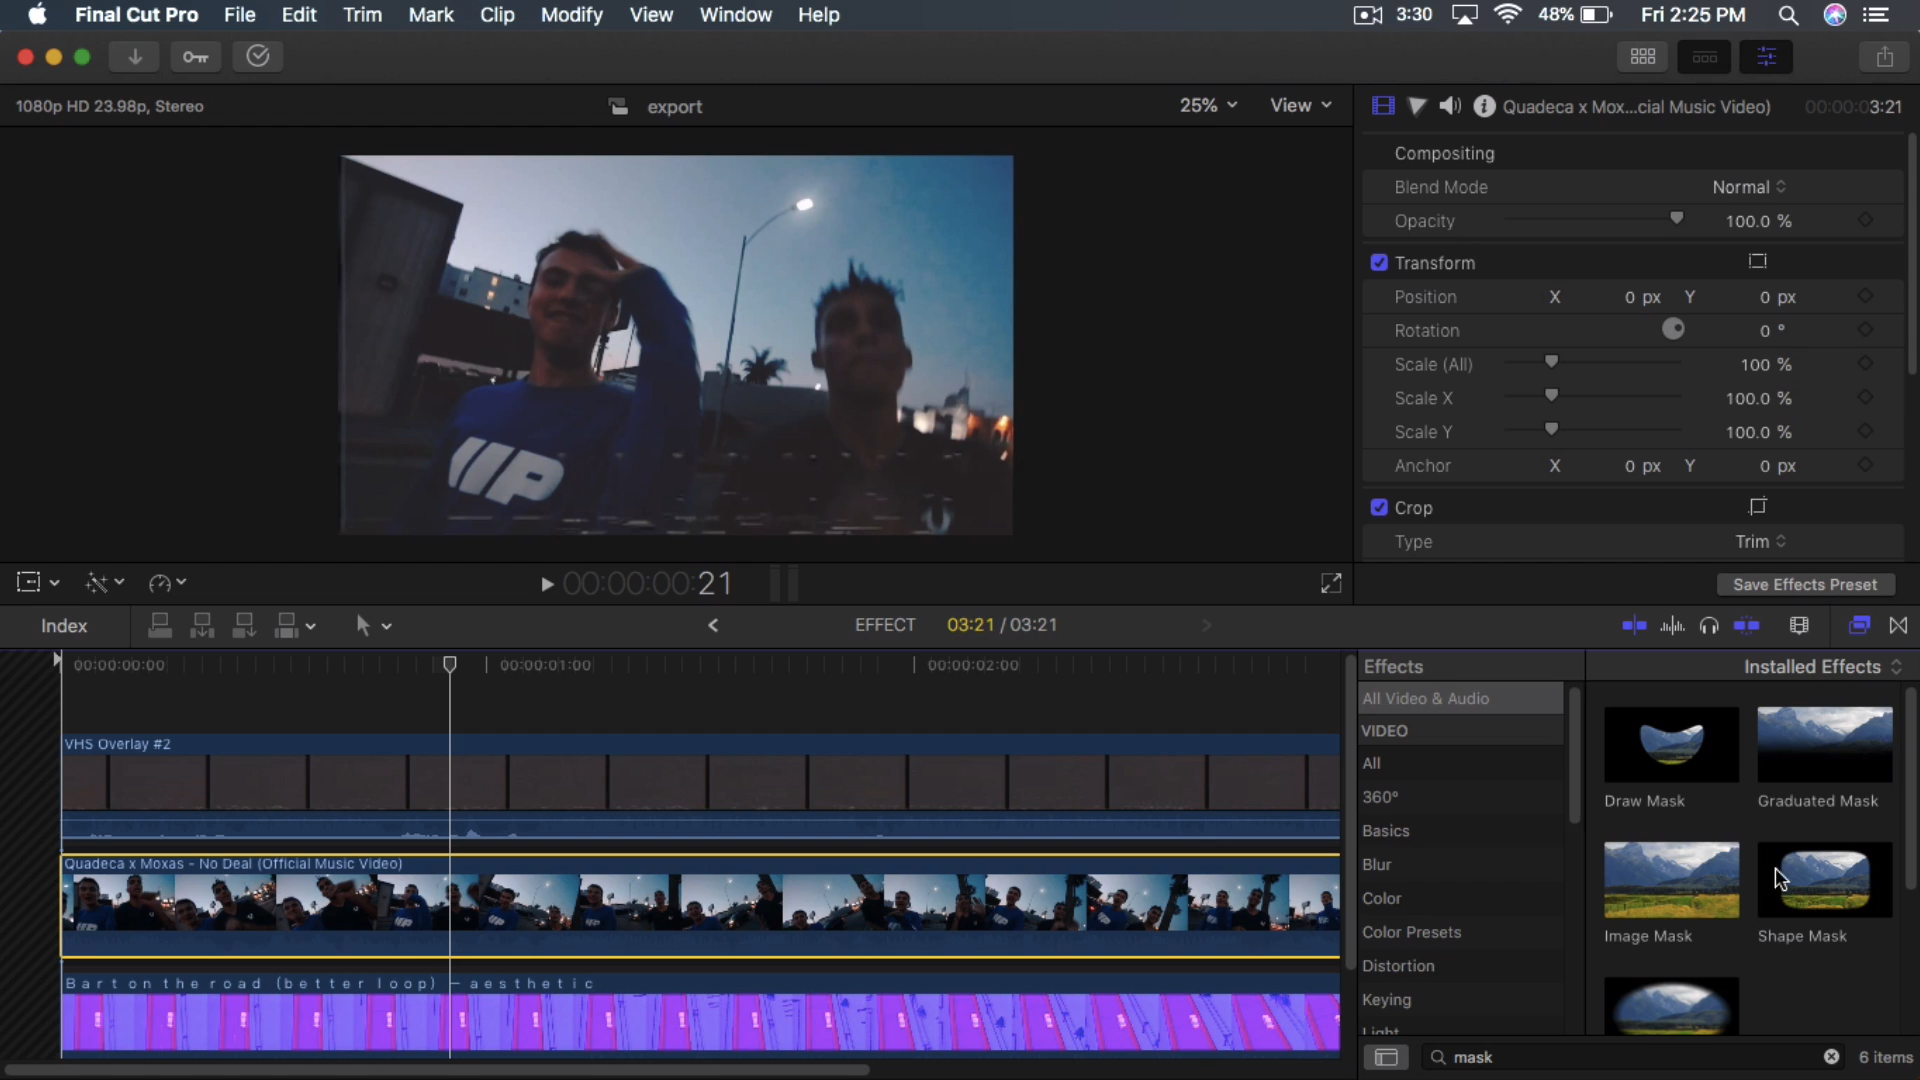 Final Cut Pro File Edit Trim Mark Clip Modify View Window Help 3:30 48% Fri 2:25 PM
1080p HD 23.98p, Stereo export 25% View Quadeca x Mox...cial Music Video) 00:00:03:21
Compositing
Blend Mode Normal
Opacity 100.0 %
Transform
Position X 0 px Y 0 px
Rotation 0 °
Scale (All) 100 %
Scale X 100.0 %
Scale Y 100.0 %
Anchor X 0 px Y 0 px
Crop
Type Trim
00:00:00:21 Save Effects Preset
Index EFFECT 03:21 / 03:21
00:00:00:00 00:00:01:00 00:00:02:00
Effects Installed Effects
All Video & Audio
VIDEO
All
360°
Basics
Blur
Color
Color Presets
Distortion
Keying
Light
Draw Mask Graduated Mask
Image Mask Shape Mask
VHS Overlay #2
Quadeca x Moxas - No Deal (Official Music Video)
Bart on the road (better loop) – aesthetic
mask 6 items